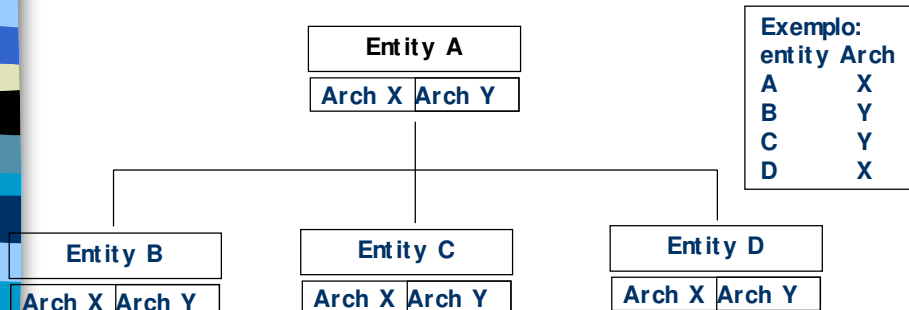 Entity A
Arch X Arch Y
Exemplo:
entity Arch
A X
B Y
C Y
D X
Entity B
Arch X Arch Y
Entity C
Arch X Arch Y
Entity D
Arch X Arch Y